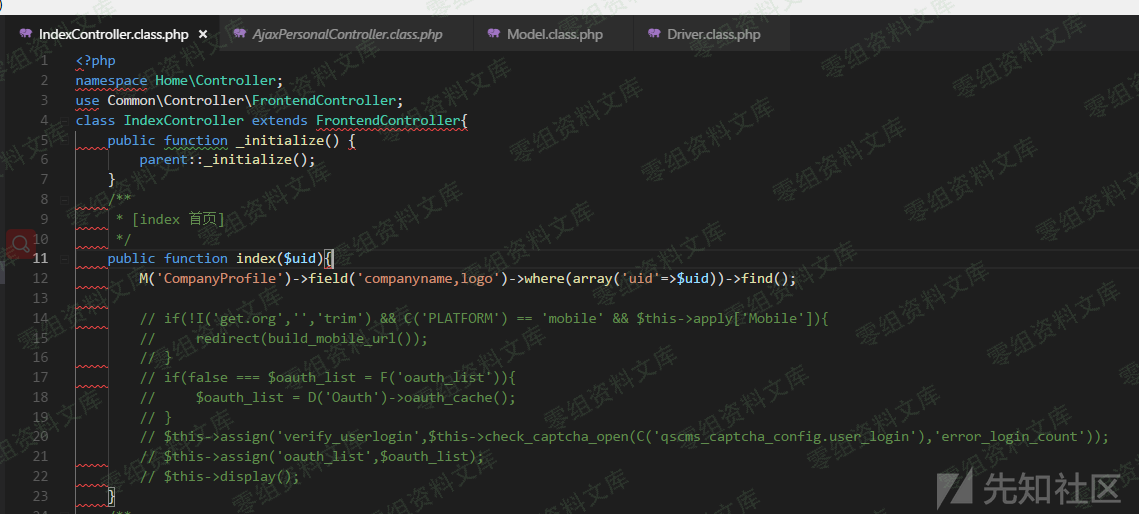 IndexController.class.php × AjaxPersonalController.class.php Model.class.php Driver.class.php
1 <?php
2 namespace Home\Controller;
3 use Common\Controller\FrontendController;
4 class IndexController extends FrontendController{
5 public function _initialize() {
6 parent::_initialize();
7 }
8 /**
9 * [index 首页]
10 */
11 public function index($uid){
12 M('CompanyProfile')->field('companyname,logo')->where(array('uid'=>$uid))->find();
13
14 // if(!I('get.org','','trim') && C('PLATFORM') == 'mobile' && $this->apply['Mobile']){
15 // redirect(build_mobile_url());
16 // }
17 // if(false === $oauth_list = F('oauth_list')){
18 // $oauth_list = D('Oauth')->oauth_cache();
19 // }
20 // $this->assign('verify_userlogin',$this->check_captcha_open(C('qscms_captcha_config.user_login'),'error_login_count'));
21 // $this->assign('oauth_list',$oauth_list);
22 // $this->display();
23 }
/**
零组资料文库
先知社区